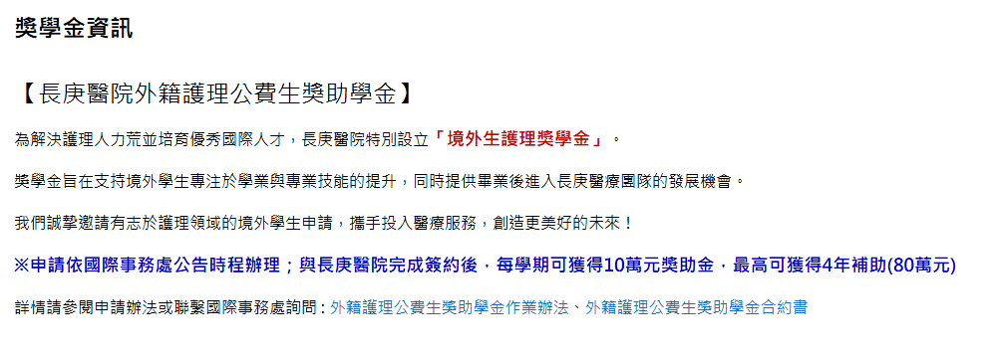 獎學金資訊
【長庚醫院外籍護理公費生獎助學金】
為解決護理人力荒並培育優秀國際人才，長庚醫院特別設立「境外生護理獎學金」。
獎學金旨在支持境外學生專注於學業與專業技能的提升，同時提供畢業後進入長庚醫療團隊的發展機會。
我們誠摯邀請有志於護理領域的境外學生申請，攜手投入醫療服務，創造更美好的未來！
※申請依國際事務處公告時程辦理；與長庚醫院完成簽約後，每學期可獲得10萬元獎助金，最高可獲得4年補助(80萬元)
詳情請參閱申請辦法或聯繫國際事務處詢問：外籍護理公費生獎助學金作業辦法、外籍護理公費生獎助學金合約書